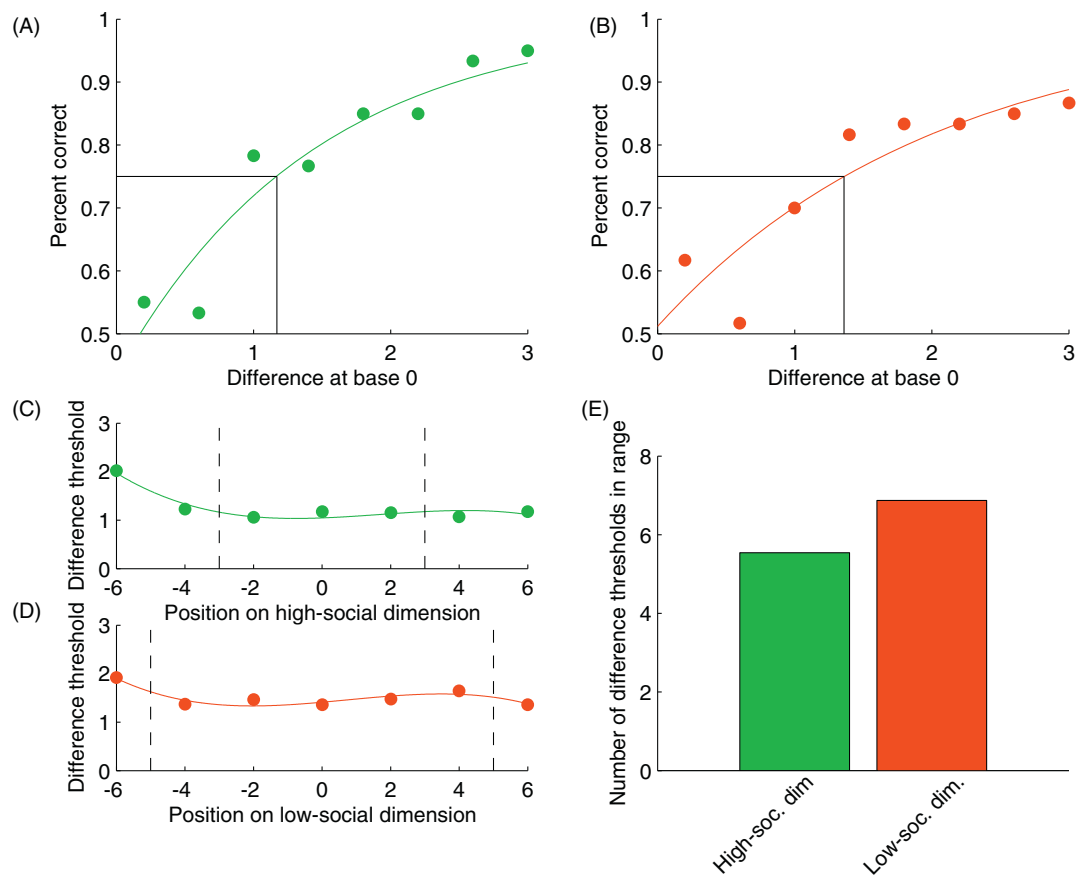 (A)
Percent correct
1
0.9
0.8
0.7
0.6
0.5
0 1 2 3
Difference at base 0
(B)
Percent correct
1
0.9
0.8
0.7
0.6
0.5
0 1 2 3
Difference at base 0
(C)
Difference threshold
3
2
1
0
-6 -4 -2 0 2 4 6
Position on high-social dimension
(D)
Difference threshold
3
2
1
0
-6 -4 -2 0 2 4 6
Position on low-social dimension
(E)
Number of difference thresholds in range
8
6
4
2
0
High-soc. dim
Low-soc. dim.